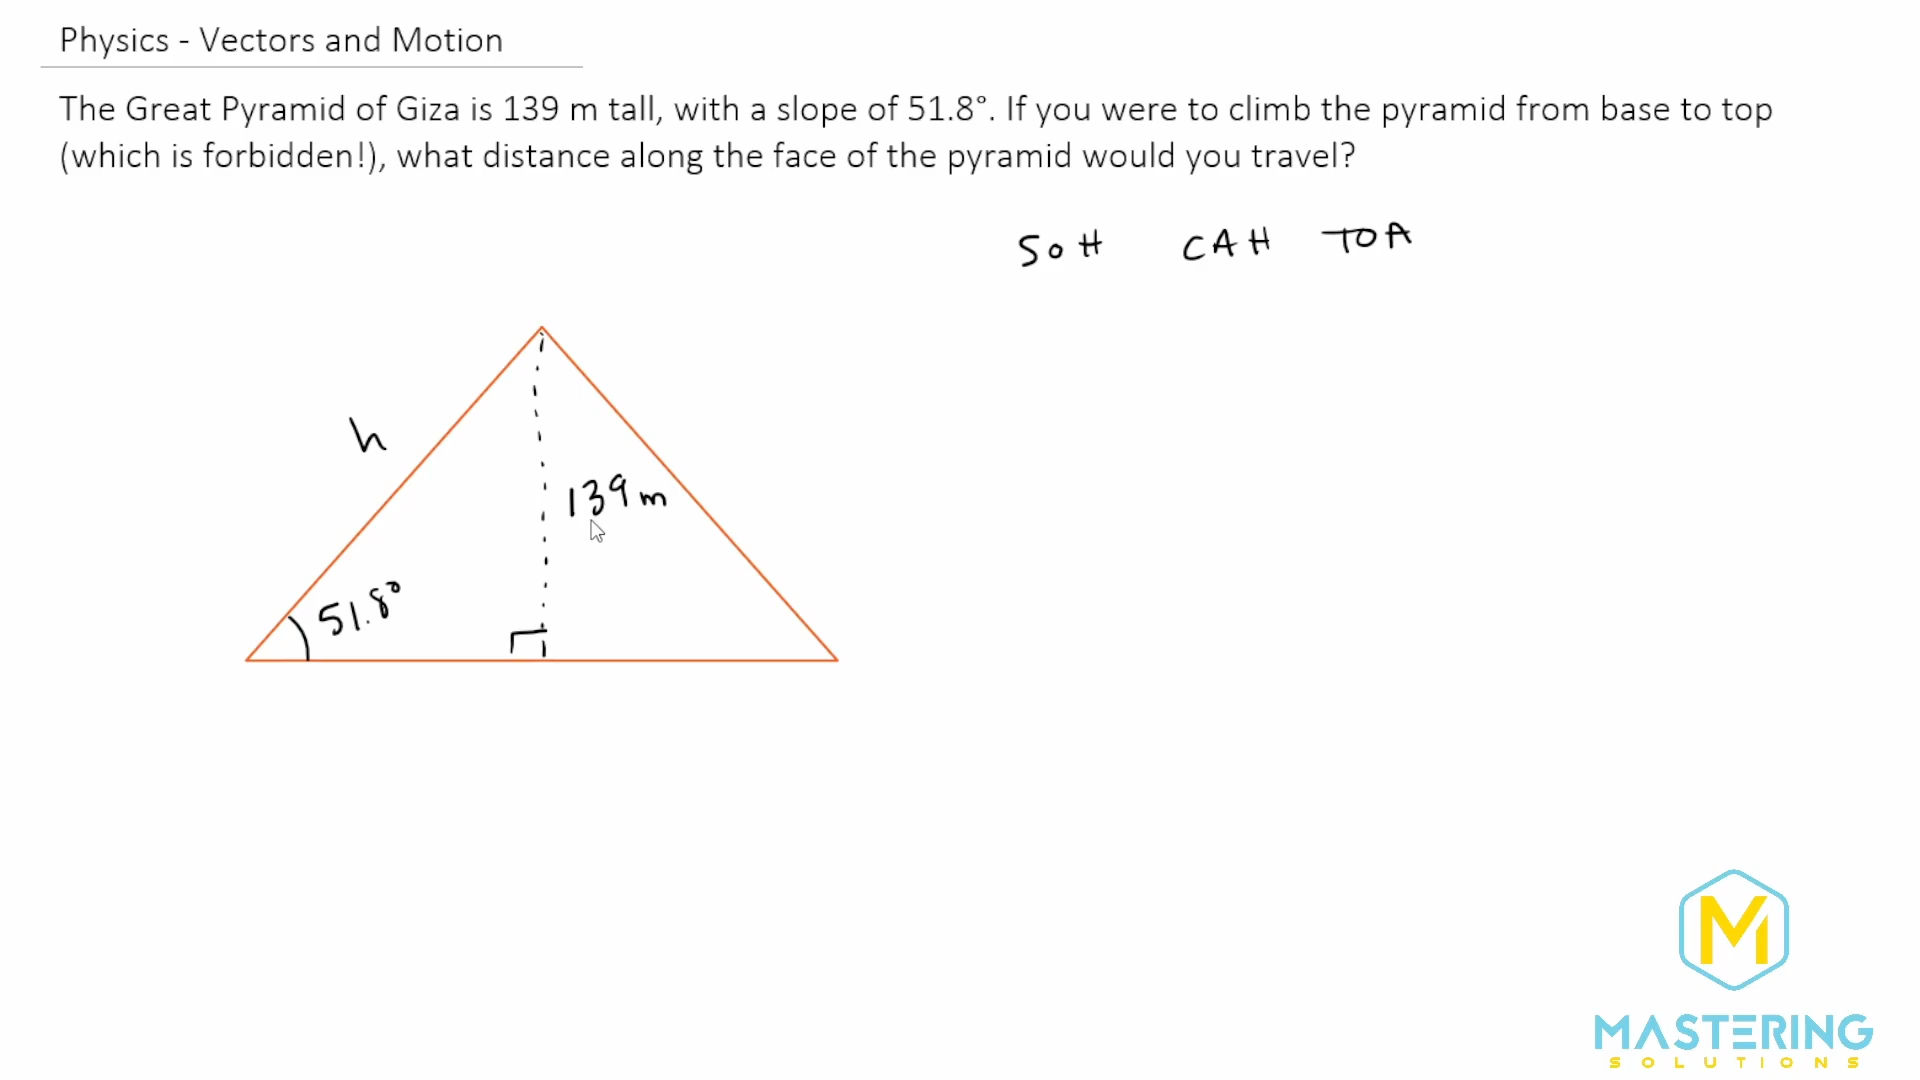 Physics - Vectors and Motion
The Great Pyramid of Giza is 139 m tall, with a slope of 51.8°. If you were to climb the pyramid from base to top
(which is forbidden!), what distance along the face of the pyramid would you travel?
SOH CAH TOA
h
139 m
51.8°
M
MASTERING
SOLUTIONS